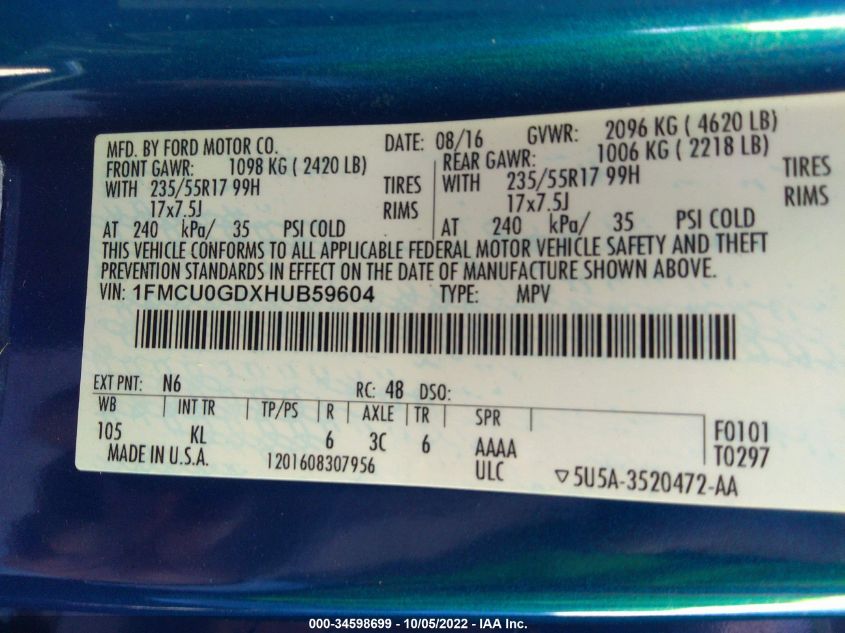 MFD. BY FORD MOTOR CO. DATE: 08/16 GVWR: 2096 KG ( 4620 LB)
FRONT GAWR: 1098 KG ( 2420 LB) REAR GAWR: 1006 KG ( 2218 LB)
WITH 235/55R17 99H TIRES WITH 235/55R17 99H TIRES
17x7.5J RIMS 17x7.5J RIMS
AT 240 kPa/ 35 PSI COLD AT 240 kPa/ 35 PSI COLD
THIS VEHICLE CONFORMS TO ALL APPLICABLE FEDERAL MOTOR VEHICLE SAFETY AND THEFT
PREVENTION STANDARDS IN EFFECT ON THE DATE OF MANUFACTURE SHOWN ABOVE.
VIN: 1FMCU0GDXHUB59604 TYPE: MPV
EXT PNT: N6 RC: 48 DSO:
WB INT TR TP/PS R AXLE TR SPR
105 KL 6 3C 6 AAAA F0101
MADE IN U.S.A. 1201608307956 ULC T0297
▽5U5A-3520472-AA
000-34598699 - 10/05/2022 - IAA Inc.